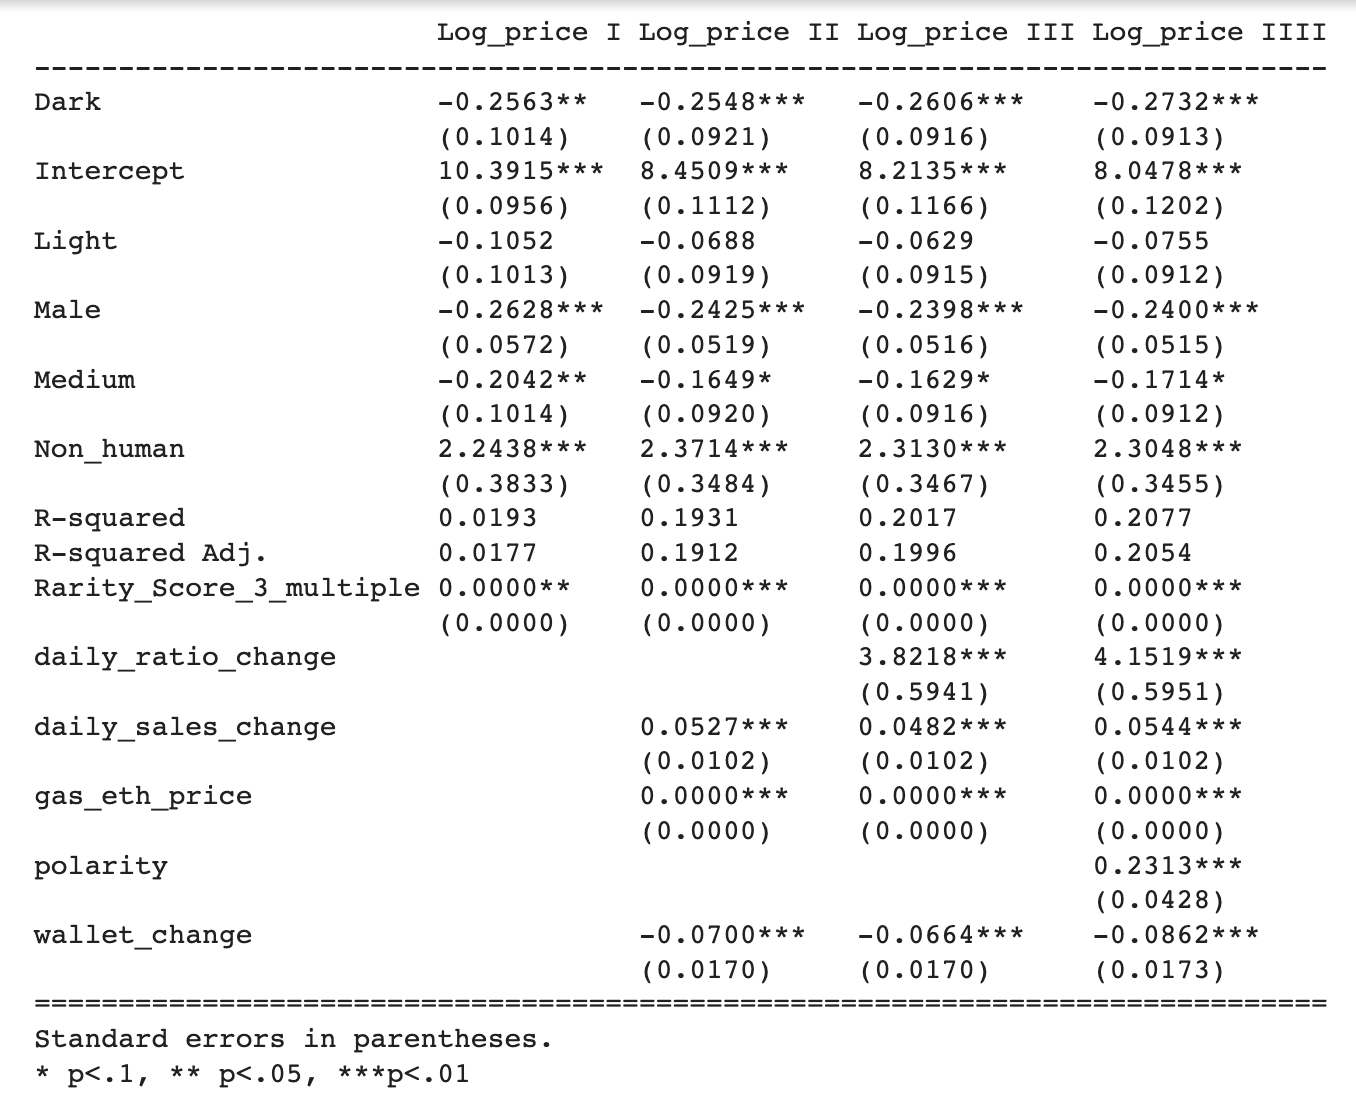 Log_price I Log_price II Log_price III Log_price IIII
--------------------------------------------------------------------------------
Dark -0.2563** -0.2548*** -0.2606*** -0.2732***
(0.1014) (0.0921) (0.0916) (0.0913)
Intercept 10.3915*** 8.4509*** 8.2135*** 8.0478***
(0.0956) (0.1112) (0.1166) (0.1202)
Light -0.1052 -0.0688 -0.0629 -0.0755
(0.1013) (0.0919) (0.0915) (0.0912)
Male -0.2628*** -0.2425*** -0.2398*** -0.2400***
(0.0572) (0.0519) (0.0516) (0.0515)
Medium -0.2042** -0.1649* -0.1629* -0.1714*
(0.1014) (0.0920) (0.0916) (0.0912)
Non_human 2.2438*** 2.3714*** 2.3130*** 2.3048***
(0.3833) (0.3484) (0.3467) (0.3455)
R-squared 0.0193 0.1931 0.2017 0.2077
R-squared Adj. 0.0177 0.1912 0.1996 0.2054
Rarity_Score_3_multiple 0.0000** 0.0000*** 0.0000*** 0.0000***
(0.0000) (0.0000) (0.0000) (0.0000)
daily_ratio_change 3.8218*** 4.1519***
(0.5941) (0.5951)
daily_sales_change 0.0527*** 0.0482*** 0.0544***
(0.0102) (0.0102) (0.0102)
gas_eth_price 0.0000*** 0.0000*** 0.0000***
(0.0000) (0.0000) (0.0000)
polarity 0.2313***
(0.0428)
wallet_change -0.0700*** -0.0664*** -0.0862***
(0.0170) (0.0170) (0.0173)
================================================================================
Standard errors in parentheses.
* p<.1, ** p<.05, ***p<.01